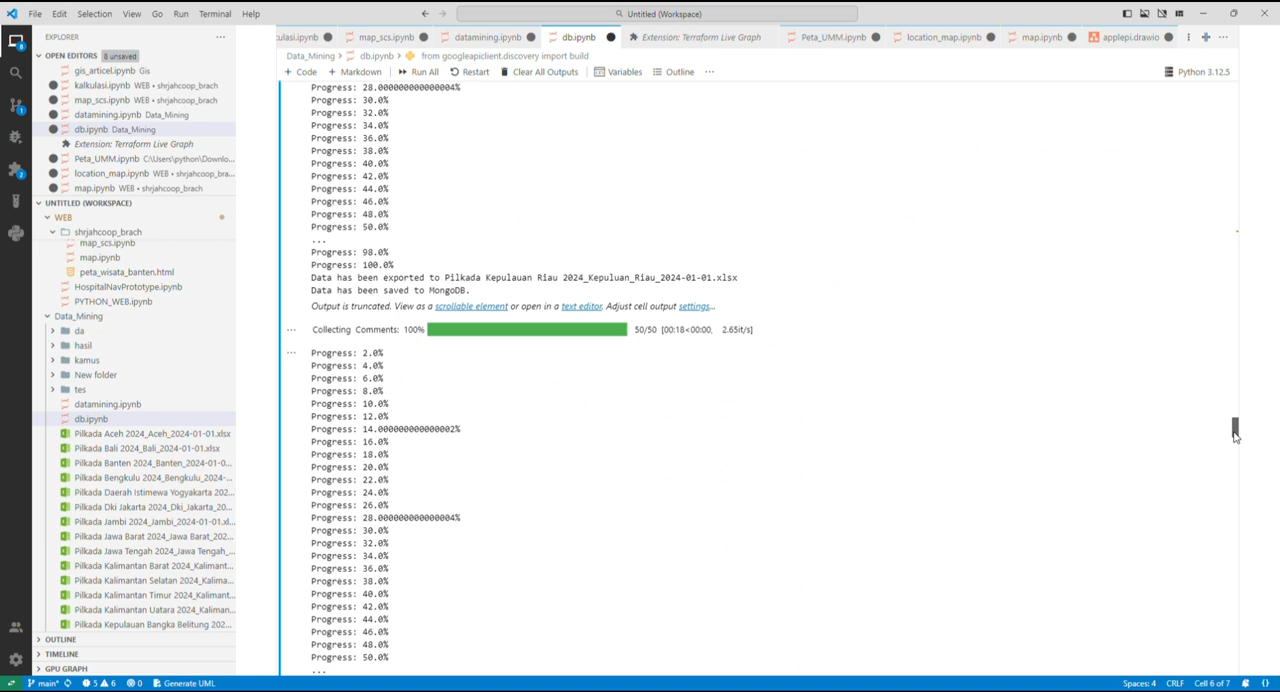 File Edit Selection View Go Run Terminal Help
Untitled (Workspace)
EXPLORER
OPEN EDITORS 8 unsaved
gis_articel.ipynb Gis
kalkulasi.ipynb WEB • shrjahcoop_brach
map_scs.ipynb WEB • shrjahcoop_brach
datamining.ipynb Data_Mining
db.ipynb Data_Mining
Extension: Terraform Live Graph
Peta_UMM.ipynb C:\Users\python\Downlo...
location_map.ipynb WEB • shrjahcoop_bra...
map.ipynb WEB • shrjahcoop_brach
UNTITLED (WORKSPACE)
WEB
shrjahcoop_brach
map_scs.ipynb
map.ipynb
peta_wisata_banten.html
HospitalNavPrototype.ipynb
PYTHON_WEB.ipynb
Data_Mining
da
hasil
kamus
New folder
tes
datamining.ipynb
db.ipynb
Pilkada Aceh 2024_Aceh_2024-01-01.xlsx
Pilkada Bali 2024_Bali_2024-01-01.xlsx
Pilkada Banten 2024_Banten_2024-01-0...
Pilkada Bengkulu 2024_Bengkulu_2024-...
Pilkada Daerah Istimewa Yogyakarta 202...
Pilkada Dki Jakarta 2024_Dki_Jakarta_20...
Pilkada Jambi 2024_Jambi_2024-01-01.xl...
Pilkada Jawa Barat 2024_Jawa Barat_202...
Pilkada Jawa Tengah 2024_Jawa Tengah_...
Pilkada Kalimantan Barat 2024_Kalimant...
Pilkada Kalimantan Selatan 2024_Kalima...
Pilkada Kalimantan Timur 2024_Kalimant...
Pilkada Kalimantan Uatara 2024_Kaliman...
Pilkada Kepulauan Bangka Belitung 202...
OUTLINE
TIMELINE
GPU GRAPH
kulasi.ipynb map_scs.ipynb datamining.ipynb db.ipynb Extension: Terraform Live Graph Peta_UMM.ipynb location_map.ipynb map.ipynb applepi.drawio
Data_Mining > db.ipynb > from googleapiclient.discovery import build
+ Code + Markdown Run All Restart Clear All Outputs Variables Outline ... Python 3.12.5
Progress: 28.000000000000004%
Progress: 30.0%
Progress: 32.0%
Progress: 34.0%
Progress: 36.0%
Progress: 38.0%
Progress: 40.0%
Progress: 42.0%
Progress: 44.0%
Progress: 46.0%
Progress: 48.0%
Progress: 50.0%
...
Progress: 98.0%
Progress: 100.0%
Data has been exported to Pilkada Kepulauan Riau 2024_Kepuluan_Riau_2024-01-01.xlsx
Data has been saved to MongoDB.
Output is truncated. View as a scrollable element or open in a text editor. Adjust cell output settings...
... Collecting Comments: 100% 50/50 [00:18<00:00, 2.65it/s]
... Progress: 2.0%
Progress: 4.0%
Progress: 6.0%
Progress: 8.0%
Progress: 10.0%
Progress: 12.0%
Progress: 14.000000000000002%
Progress: 16.0%
Progress: 18.0%
Progress: 20.0%
Progress: 22.0%
Progress: 24.0%
Progress: 26.0%
Progress: 28.000000000000004%
Progress: 30.0%
Progress: 32.0%
Progress: 34.0%
Progress: 36.0%
Progress: 38.0%
Progress: 40.0%
Progress: 42.0%
Progress: 44.0%
Progress: 46.0%
Progress: 48.0%
Progress: 50.0%
...
main* 5 6 0 Generate UML Spaces: 4 CRLF Cell 6 of 7